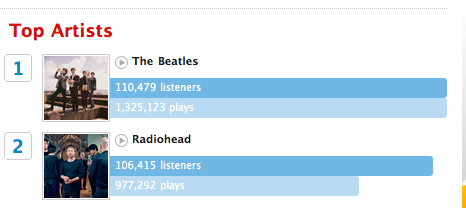 Top Artists
1
The Beatles
110,479 listeners
1,325,123 plays
2
Radiohead
106,415 listeners
977,292 plays